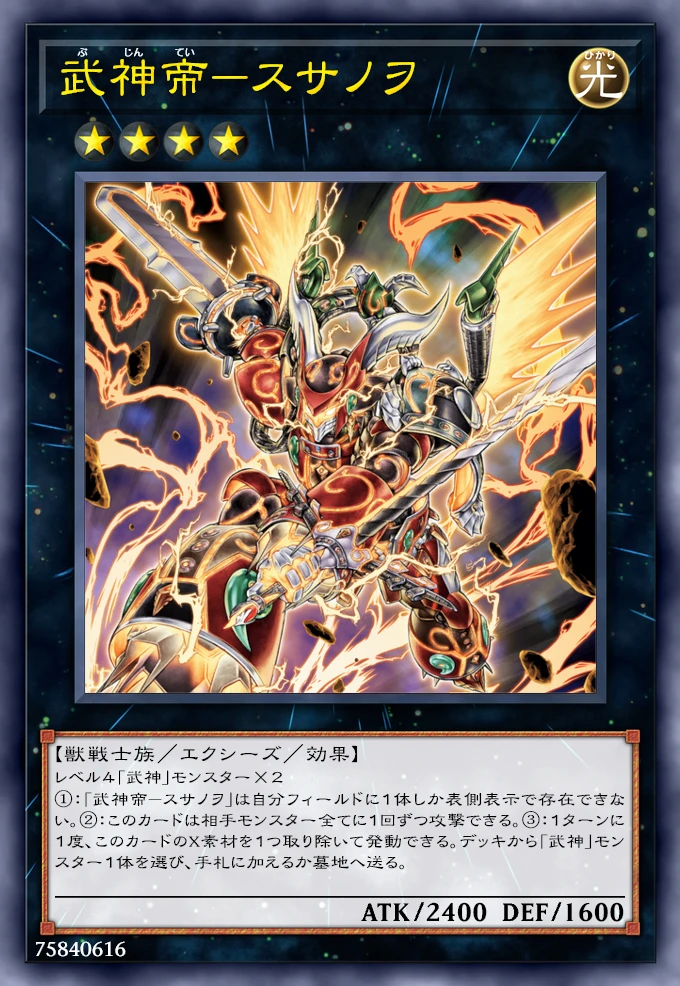 ぶ じん てい
武神帝－スサノヲ
ひかり
光
【獣戦士族／エクシーズ／効果】
レベル４「武神」モンスター×２
①：「武神帝－スサノヲ」は自分フィールドに１体しか表側表示で存在できな
い。②：このカードは相手モンスター全てに１回ずつ攻撃できる。③：１ターンに
１度、このカードのX素材を１つ取り除いて発動できる。デッキから「武神」モン
スター１体を選び、手札に加えるか墓地へ送る。
ATK/2400 DEF/1600
75840616